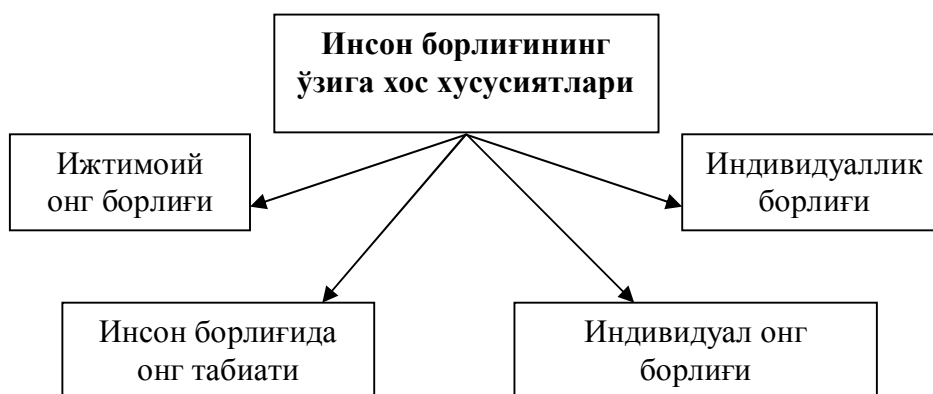 Инсон борлиғининг
ўзига хос хусусиятлари
Ижтимоий
онг борлиғи
Индивидуаллик
борлиғи
Инсон борлиғида
онг табиати
Индивидуал онг
борлиғи